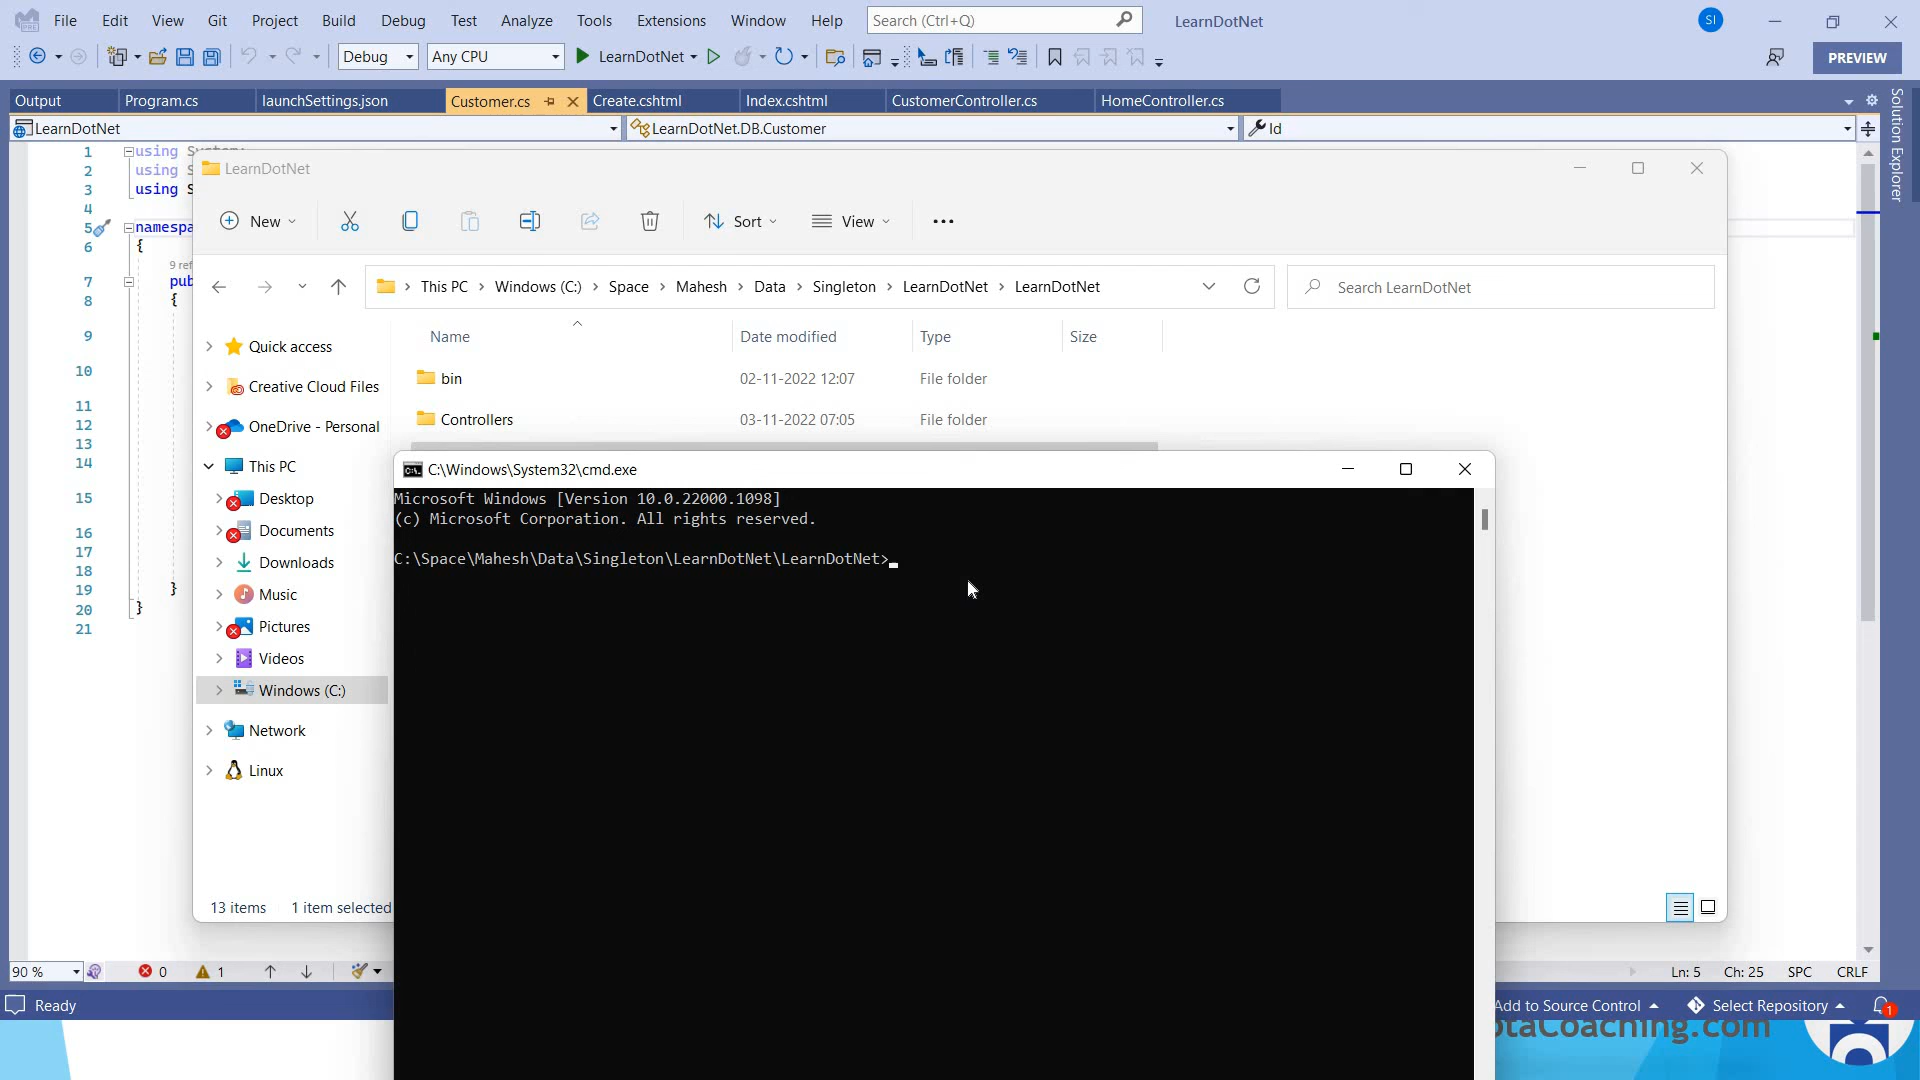 File Edit View Git Project Build Debug Test Analyze Tools Extensions Window Help Search (Ctrl+Q) LearnDotNet SI
Debug Any CPU LearnDotNet PREVIEW
Output Program.cs launchSettings.json Customer.cs Create.cshtml Index.cshtml CustomerController.cs HomeController.cs
LearnDotNet LearnDotNet.DB.Customer Id
Solution Explorer
1 using System;
2 using S
3 using S
4
5 namespa
6 {
9 ref
7 pub
8 {
9
10
11
12
13
14
15
16
17
18
19 }
20 }
21
LearnDotNet
New Sort View
This PC > Windows (C:) > Space > Mahesh > Data > Singleton > LearnDotNet > LearnDotNet Search LearnDotNet
Name Date modified Type Size
bin 02-11-2022 12:07 File folder
Controllers 03-11-2022 07:05 File folder
Quick access
Creative Cloud Files
OneDrive - Personal
This PC
Desktop
Documents
Downloads
Music
Pictures
Videos
Windows (C:)
Network
Linux
13 items 1 item selected
C:\Windows\System32\cmd.exe
Microsoft Windows [Version 10.0.22000.1098]
(c) Microsoft Corporation. All rights reserved.
C:\Space\Mahesh\Data\Singleton\LearnDotNet\LearnDotNet>
90 % 0 1 Ln: 5 Ch: 25 SPC CRLF
Ready Add to Source Control Select Repository 1
otaCoaching.com